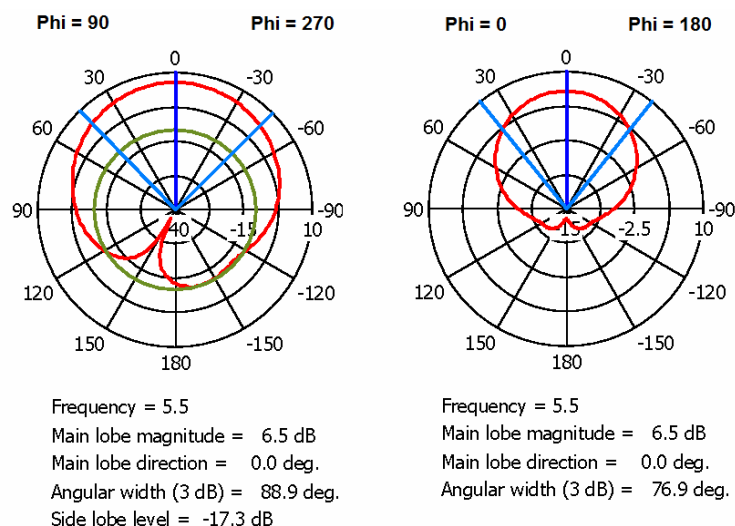 Phi = 90 Phi = 270
0
30 -30
60 -60
90 -40 -15 -90
10
120 -120
150 -150
180
Frequency = 5.5
Main lobe magnitude = 6.5 dB
Main lobe direction = 0.0 deg.
Angular width (3 dB) = 88.9 deg.
Side lobe level = -17.3 dB
Phi = 0 Phi = 180
0
30 -30
60 -60
90 -15 -2.5 -90
10
120 -120
150 -150
180
Frequency = 5.5
Main lobe magnitude = 6.5 dB
Main lobe direction = 0.0 deg.
Angular width (3 dB) = 76.9 deg.